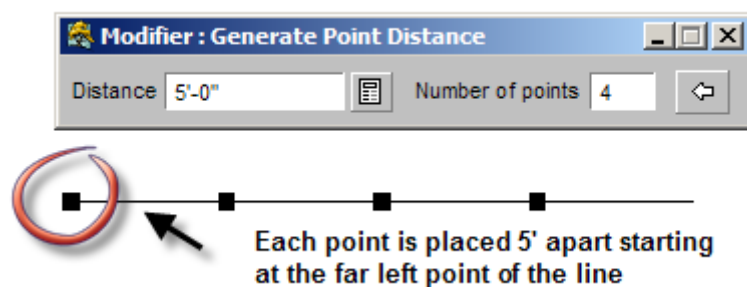 Modifier : Generate Point Distance
Distance 5'-0" Number of points 4
Each point is placed 5' apart starting
at the far left point of the line